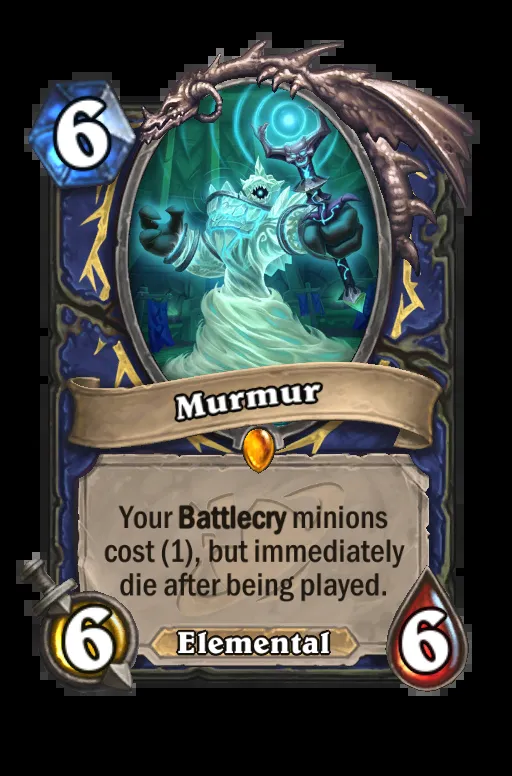 6
Murmur
Your Battlecry minions
cost (1), but immediately
die after being played.
6
Elemental
6